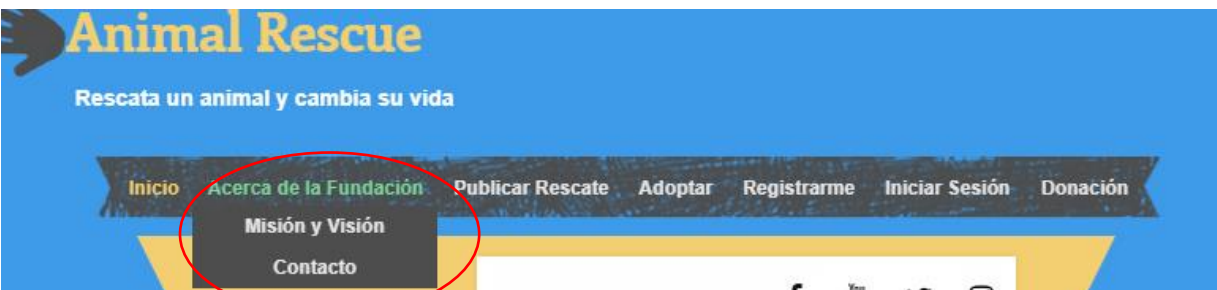 Animal Rescue
Rescata un animal y cambia su vida
Inicio Acerca de la Fundación Publicar Rescate Adoptar Registrarme Iniciar Sesión Donación
Misión y Visión
Contacto